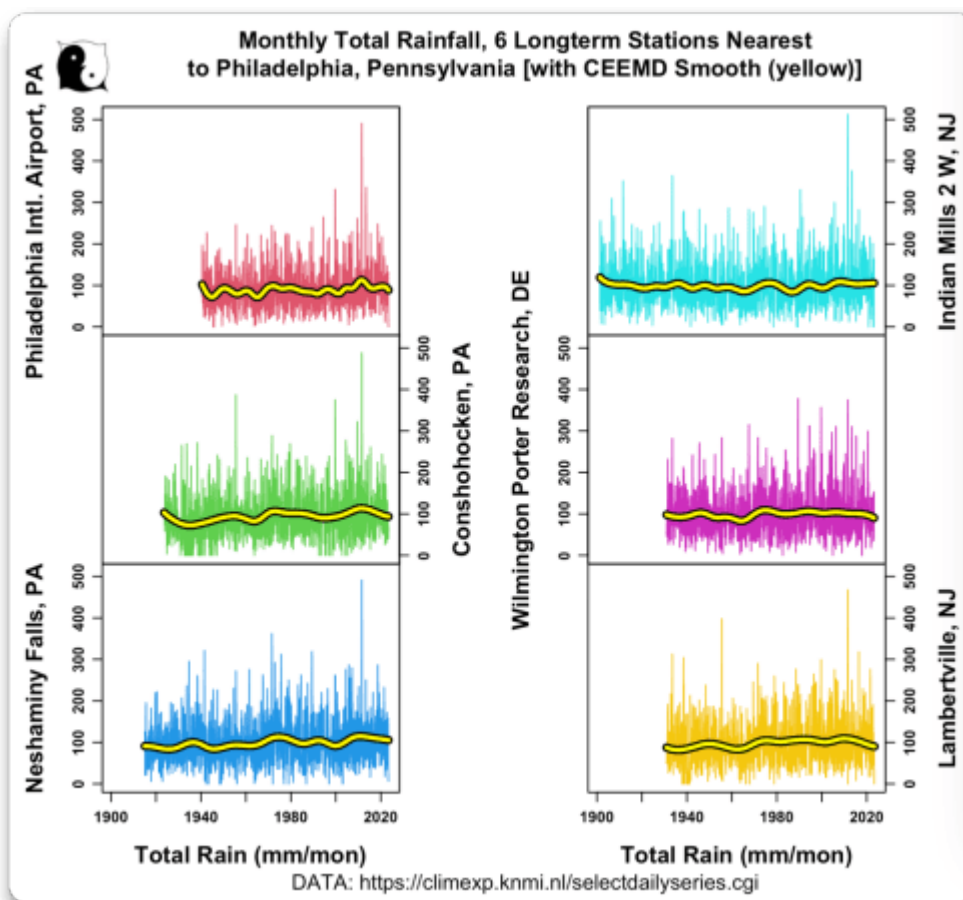 Monthly Total Rainfall, 6 Longterm Stations Nearest
to Philadelphia, Pennsylvania [with CEEMD Smooth (yellow)]
Philadelphia Intl. Airport, PA
0 100 200 300 400 500
Indian Mills 2 W, NJ
0 100 200 300 400 500
Conshohocken, PA
0 100 200 300 400 500
Wilmington Porter Research, DE
0 100 200 300 400 500
Neshaminy Falls, PA
0 100 200 300 400 500
Lambertville, NJ
0 100 200 300 400 500
1900 1940 1980 2020
1900 1940 1980 2020
Total Rain (mm/mon)
Total Rain (mm/mon)
DATA: https://climexp.knmi.nl/selectdailyseries.cgi